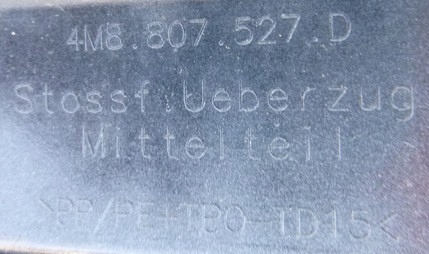 4M8.807.527.D
Stossf.Ueberzug
Mittelteil
>PP/PE+TPO-TD15<